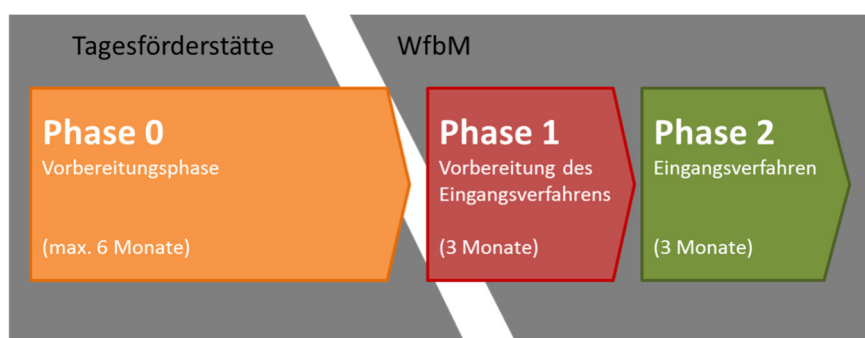 Tagesförderstätte
WfbM
Phase 0
Vorbereitungsphase
(max. 6 Monate)
Phase 1
Vorbereitung des
Eingangsverfahrens
(3 Monate)
Phase 2
Eingangsverfahren
(3 Monate)